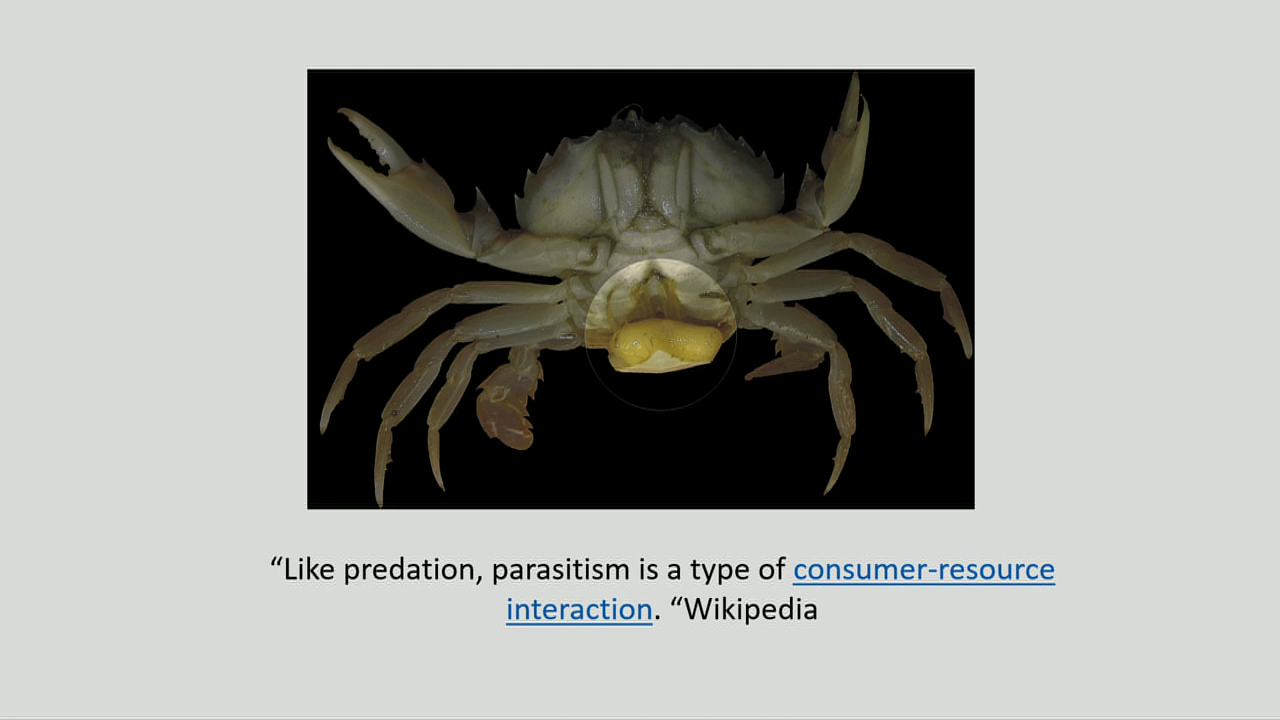 “Like predation, parasitism is a type of consumer-resource
interaction. “Wikipedia